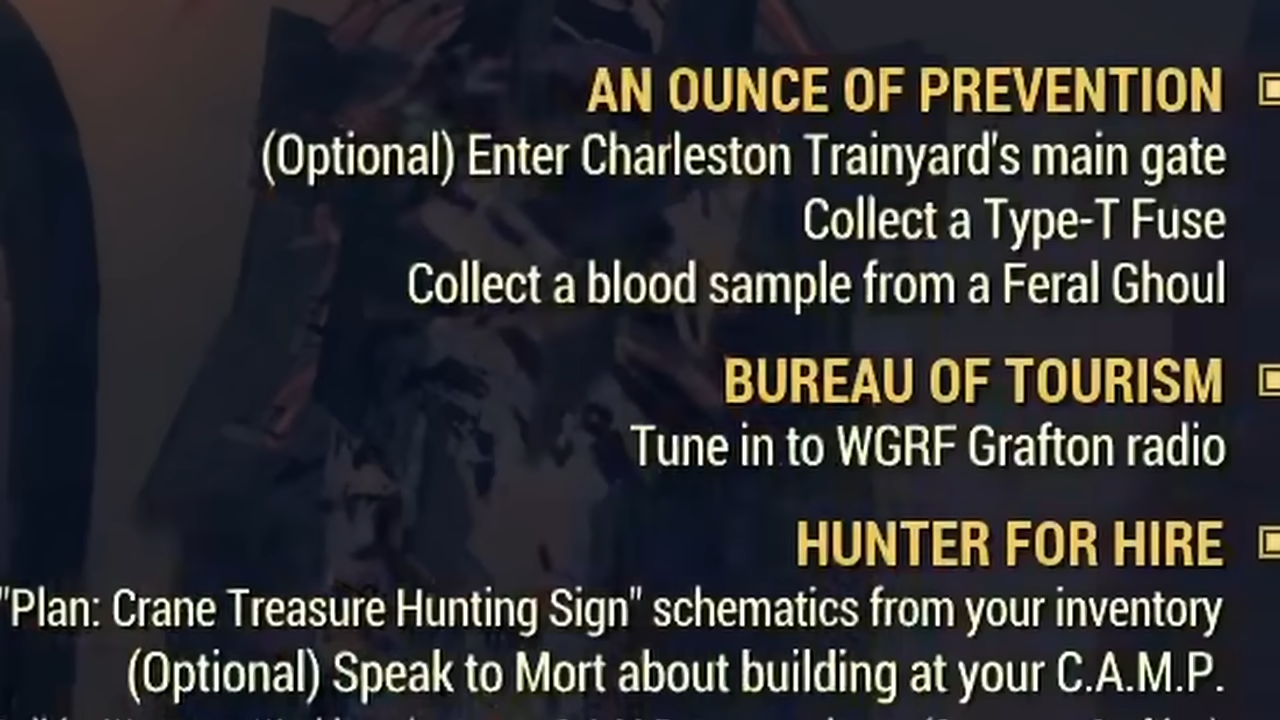 AN OUNCE OF PREVENTION
(Optional) Enter Charleston Trainyard's main gate
Collect a Type-T Fuse
Collect a blood sample from a Feral Ghoul
BUREAU OF TOURISM
Tune in to WGRF Grafton radio
HUNTER FOR HIRE
"Plan: Crane Treasure Hunting Sign" schematics from your inventory
(Optional) Speak to Mort about building at your C.A.M.P.